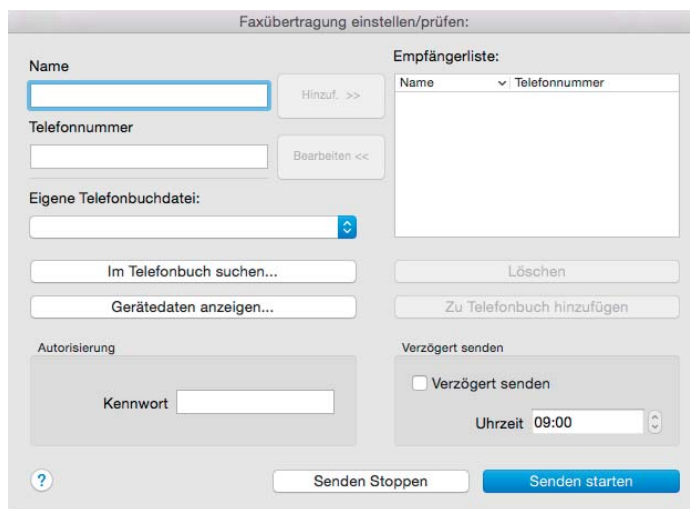 Faxübertragung einstellen/prüfen:
Name
Hinzuf. >>
Telefonnummer
Bearbeiten <<
Eigene Telefonbuchdatei:
Im Telefonbuch suchen...
Gerätedaten anzeigen...
Empfängerliste:
Name Telefonnummer
Löschen
Zu Telefonbuch hinzufügen
Autorisierung
Kennwort
Verzögert senden
Verzögert senden
Uhrzeit 09:00
?
Senden Stoppen
Senden starten